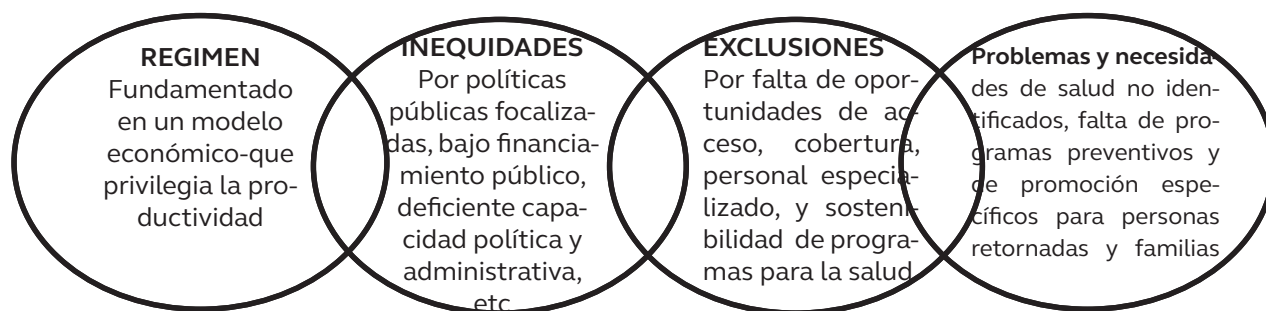 REGIMEN
Fundamentado
en un modelo
económico-que
privilegia la pro-
ductividad
INEQUIDADES
Por políticas
públicas focaliza-
das, bajo financia-
miento público,
deficiente capa-
cidad política y
administrativa,
etc
EXCLUSIONES
Por falta de opor-
tunidades de ac-
ceso, cobertura,
personal especia-
lizado, y sosteni-
bilidad de progra-
mas para la salud
Problemas y necesida-
des de salud no iden-
tificados, falta de pro-
gramas preventivos y
de promoción espe-
cíficos para personas
retornadas y familias